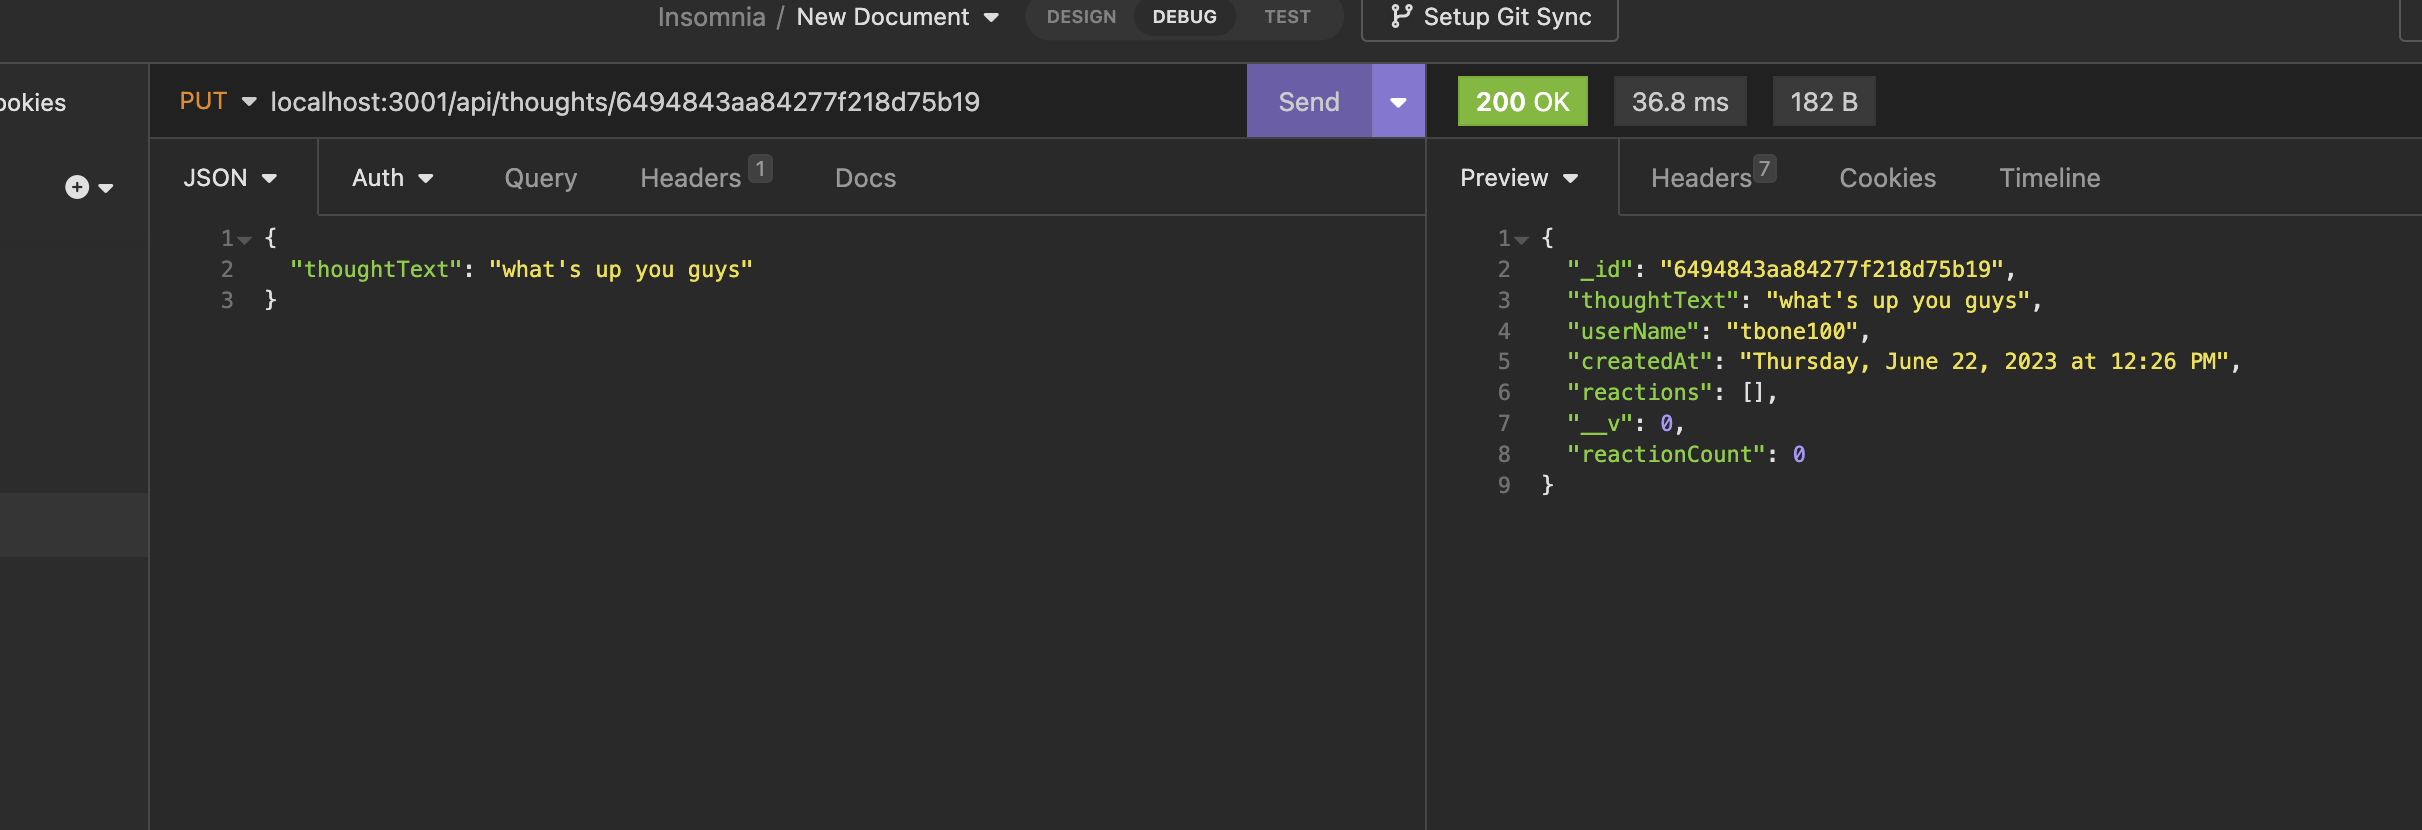 Insomnia / New Document
DESIGN DEBUG TEST
Setup Git Sync
ookies
PUT localhost:3001/api/thoughts/6494843aa84277f218d75b19
Send
200 OK 36.8 ms 182 B
JSON Auth Query Headers 1 Docs
Preview Headers 7 Cookies Timeline
1 {
2 "thoughtText": "what's up you guys"
3 }
1 {
2 "_id": "6494843aa84277f218d75b19",
3 "thoughtText": "what's up you guys",
4 "userName": "tbone100",
5 "createdAt": "Thursday, June 22, 2023 at 12:26 PM",
6 "reactions": [],
7 "__v": 0,
8 "reactionCount": 0
9 }